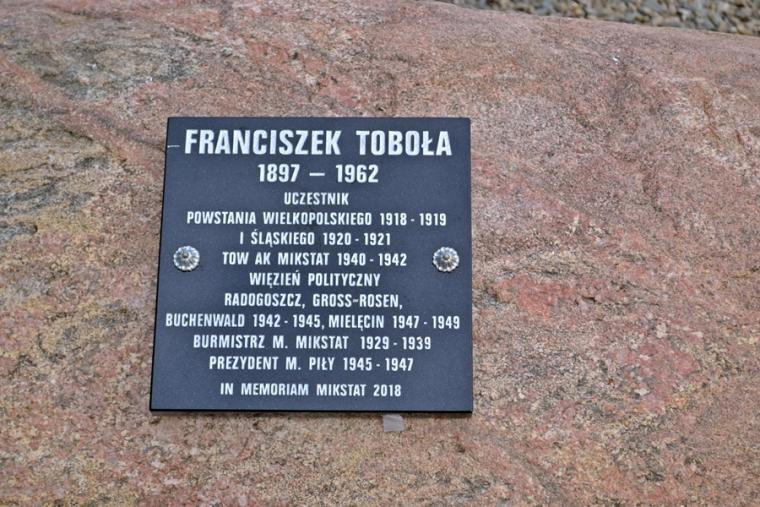 FRANCISZEK TOBOŁA
1897 – 1962
UCZESTNIK
POWSTANIA WIELKOPOLSKIEGO 1918 - 1919
I ŚLĄSKIEGO 1920 - 1921
TOW AK MIKSTAT 1940 - 1942
WIĘZIEŃ POLITYCZNY
RADOGOSZCZ, GROSS-ROSEN,
BUCHENWALD 1942 - 1945, MIELĘCIN 1947 - 1949
BURMISTRZ M. MIKSTAT 1929 - 1939
PREZYDENT M. PIŁY 1945 - 1947
IN MEMORIAM MIKSTAT 2018